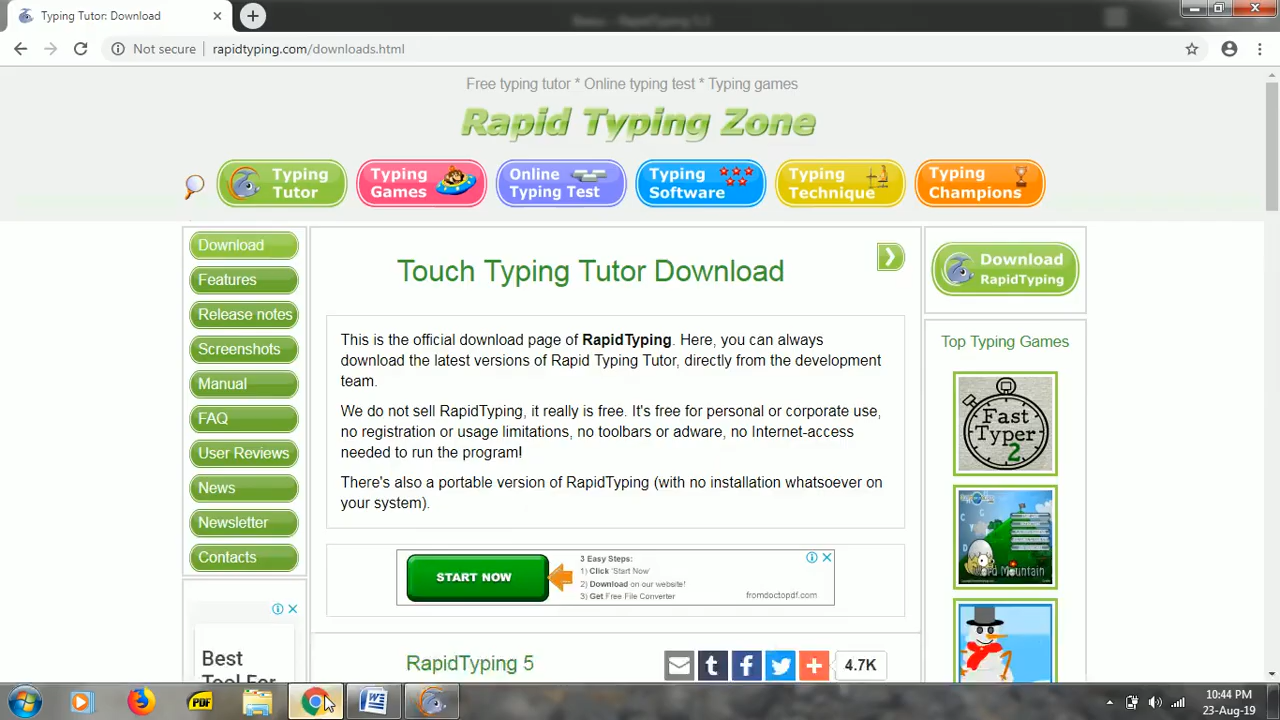 Typing Tutor: Download
Not secure
rapidtyping.com/downloads.html
Free typing tutor * Online typing test * Typing games
Rapid Typing Zone
Typing Tutor
Typing Games
Online Typing Test
Typing Software
Typing Technique
Typing Champions
Download
Features
Release notes
Screenshots
Manual
FAQ
User Reviews
News
Newsletter
Contacts
Best
Tool For
Touch Typing Tutor Download
This is the official download page of RapidTyping. Here, you can always
download the latest versions of Rapid Typing Tutor, directly from the development
team.
We do not sell RapidTyping, it really is free. It's free for personal or corporate use,
no registration or usage limitations, no toolbars or adware, no Internet-access
needed to run the program!
There's also a portable version of RapidTyping (with no installation whatsoever on
your system).
START NOW
3 Easy Steps:
1) Click 'Start Now'
2) Download on our website!
3) Get Free File Converter
fromdoctopdf.com
RapidTyping 5
4.7K
Download
RapidTyping
Top Typing Games
Fast
Typer
2
PDF
10:44 PM
23-Aug-19